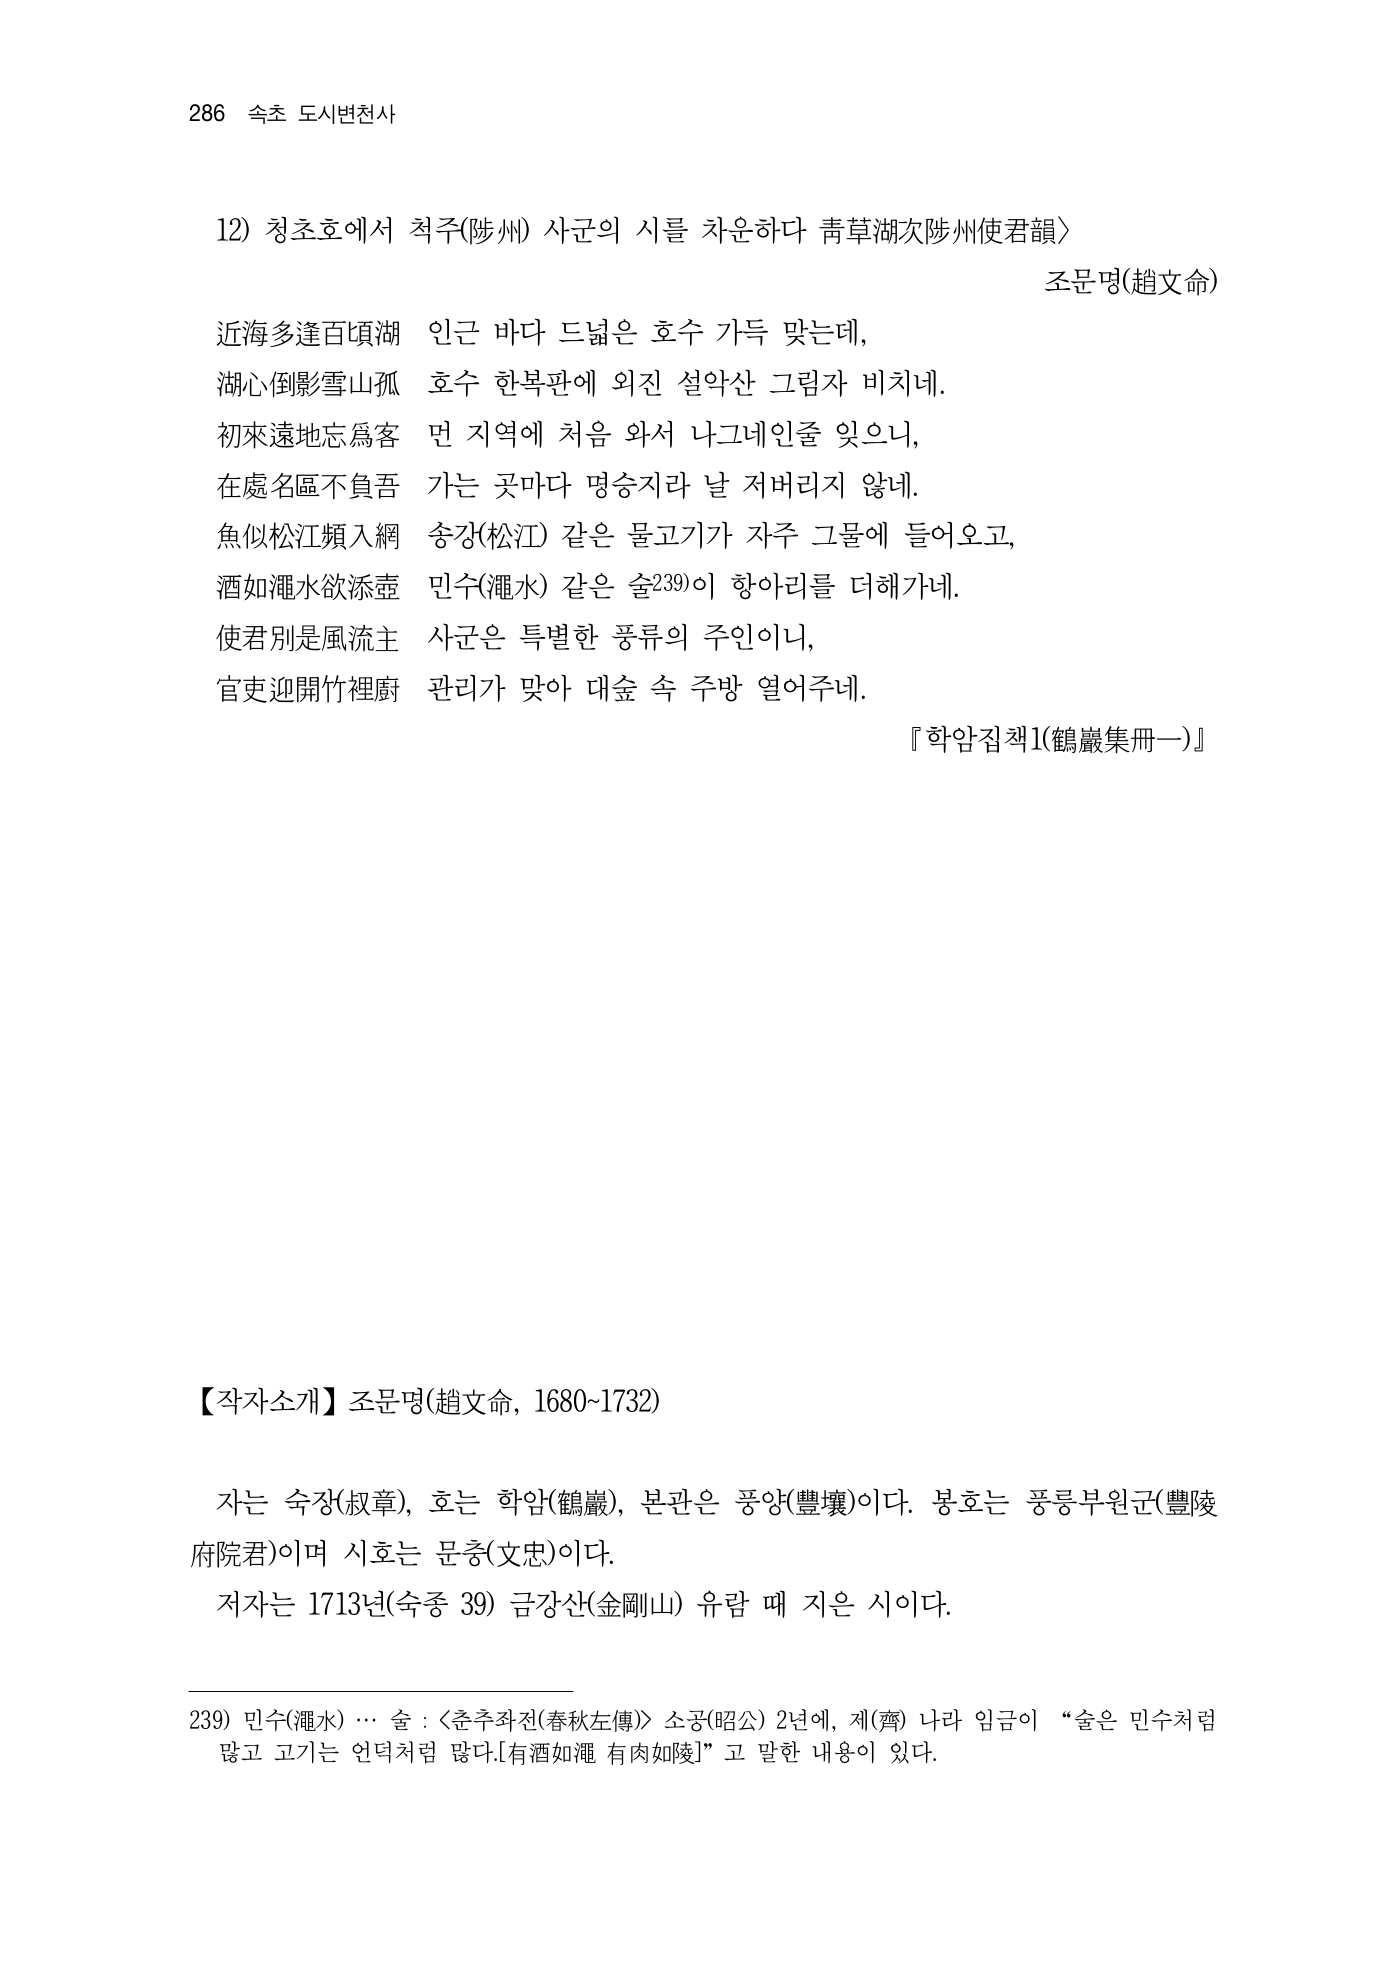 286 속초 도시변천사
12) 청초호에서 척주(陟州) 사군의 시를 차운하다 靑草湖次陟州使君韻〉
조문명(趙文命)
近海多逢百頃湖 인근 바다 드넓은 호수 가득 맞는데,
湖心倒影雪山孤 호수 한복판에 외진 설악산 그림자 비치네.
初來遠地忘爲客 먼 지역에 처음 와서 나그네인줄 잊으니,
在處名區不負吾 가는 곳마다 명승지라 날 저버리지 않네.
魚似松江頻入網 송강(松江) 같은 물고기가 자주 그물에 들어오고,
酒如澠水欲添壺 민수(澠水) 같은 술239)이 항아리를 더해가네.
使君別是風流主 사군은 특별한 풍류의 주인이니,
官吏迎開竹裡廚 관리가 맞아 대숲 속 주방 열어주네.
『학암집책1(鶴巖集冊一)』
【작자소개】조문명(趙文命, 1680~1732)
자는 숙장(叔章), 호는 학암(鶴巖), 본관은 풍양(豐壤)이다. 봉호는 풍릉부원군(豐陵
府院君)이며 시호는 문충(文忠)이다.
저자는 1713년(숙종 39) 금강산(金剛山) 유람 때 지은 시이다.
239) 민수(澠水) … 술 : <춘추좌전(春秋左傳)> 소공(昭公) 2년에, 제(齊) 나라 임금이 “술은 민수처럼
많고 고기는 언덕처럼 많다.[有酒如澠 有肉如陵]”고 말한 내용이 있다.